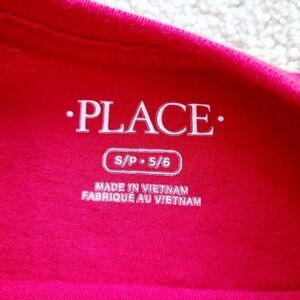 ·PLACE·
S/P • 5/6
MADE IN VIETNAM
FABRIQUÉ AU VIETNAM